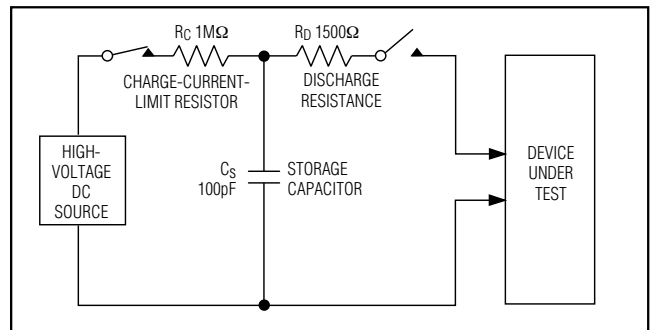 RC 1MΩ
CHARGE-CURRENT-
LIMIT RESISTOR
RD 1500Ω
DISCHARGE
RESISTANCE
HIGH-
VOLTAGE
DC
SOURCE
CS
100pF
STORAGE
CAPACITOR
DEVICE
UNDER
TEST